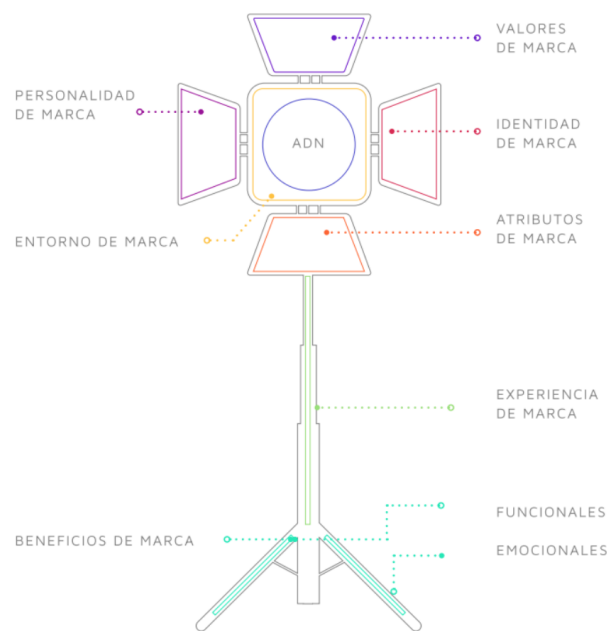 VALORES
DE MARCA
PERSONALIDAD
DE MARCA
IDENTIDAD
DE MARCA
ADN
ATRIBUTOS
DE MARCA
ENTORNO DE MARCA
EXPERIENCIA
DE MARCA
FUNCIONALES
BENEFICIOS DE MARCA
EMOCIONALES